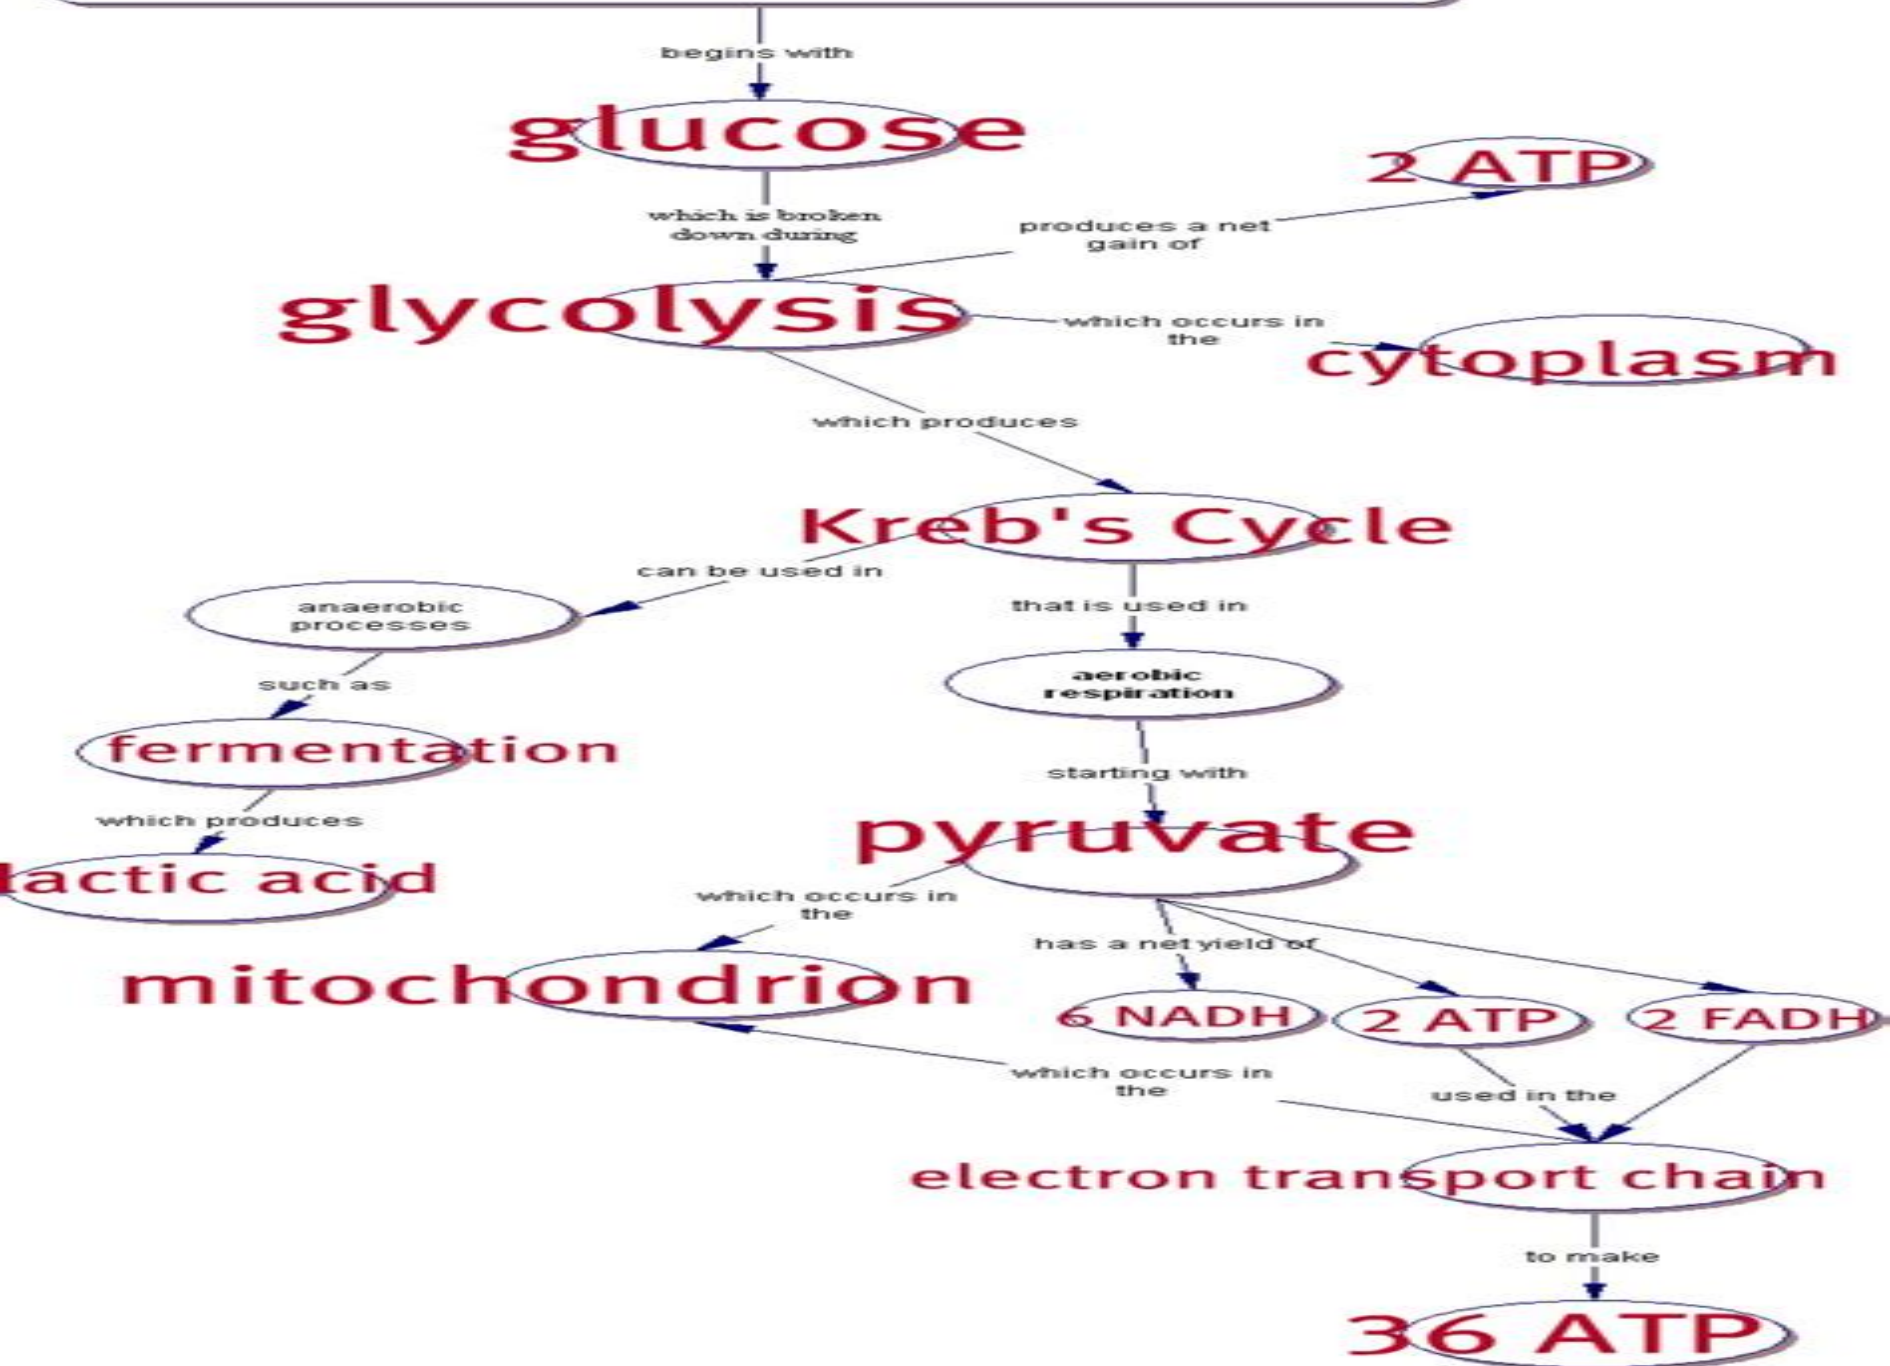 begins with
glucose
which is broken
down during
2 ATP
produces a net
gain of
glycolysis
which occurs in
the
cytoplasm
which produces
Kreb's Cycle
can be used in
anaerobic
processes
that is used in
such as
aerobic
respiration
fermentation
starting with
which produces
pyruvate
lactic acid
which occurs in
the
has a net yield of
mitochondrion
6 NADH
2 ATP
2 FADH
which occurs in
the
used in the
electron transport chain
to make
36 ATP